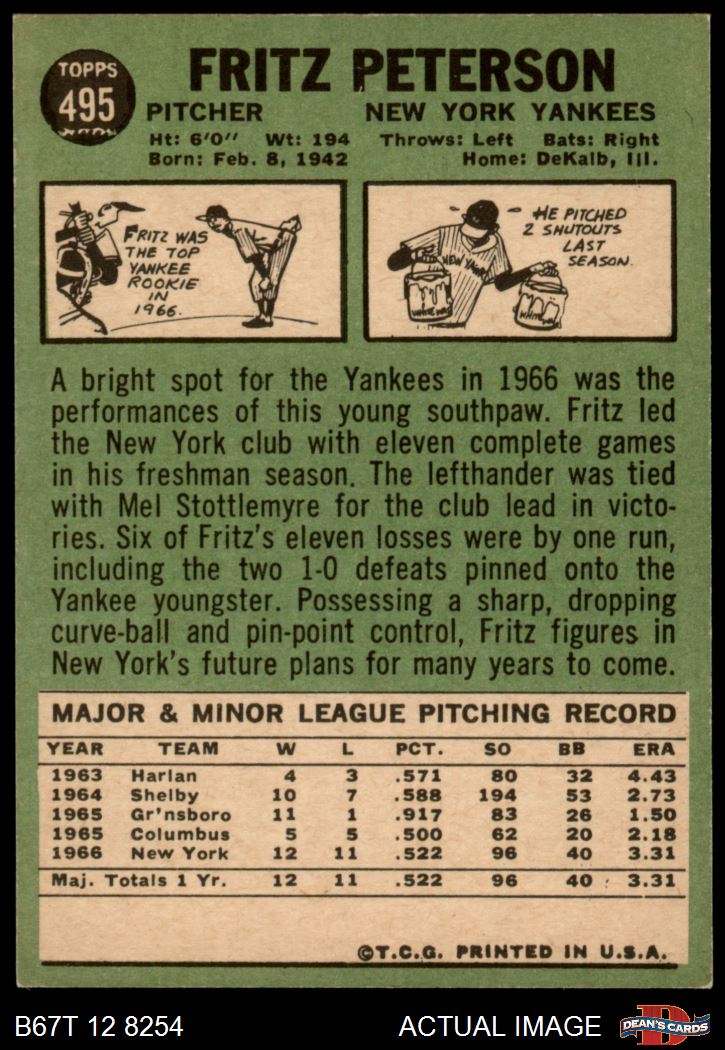 TOPPS
495
FRITZ PETERSON
PITCHER NEW YORK YANKEES
Ht: 6'0" Wt: 194 Throws: Left Bats: Right
Born: Feb. 8, 1942 Home: DeKalb, Ill.
FRITZ WAS
THE TOP
YANKEE
ROOKIE
IN
1966.
HE PITCHED
2 SHUTOUTS
LAST
SEASON.
NEW YORK
WHITE WASH
A bright spot for the Yankees in 1966 was the
performances of this young southpaw. Fritz led
the New York club with eleven complete games
in his freshman season. The lefthander was tied
with Mel Stottlemyre for the club lead in victo-
ries. Six of Fritz's eleven losses were by one run,
including the two 1-0 defeats pinned onto the
Yankee youngster. Possessing a sharp, dropping
curve-ball and pin-point control, Fritz figures in
New York's future plans for many years to come.
MAJOR & MINOR LEAGUE PITCHING RECORD
YEAR TEAM W L PCT. SO BB ERA
1963 Harlan 4 3 .571 80 32 4.43
1964 Shelby 10 7 .588 194 53 2.73
1965 Gr'nsboro 11 1 .917 83 26 1.50
1965 Columbus 5 5 .500 62 20 2.18
1966 New York 12 11 .522 96 40 3.31
Maj. Totals 1 Yr. 12 11 .522 96 40 3.31
©T.C.G. PRINTED IN U.S.A.
B67T 12 8254 ACTUAL IMAGE
D
DEAN'S CARDS